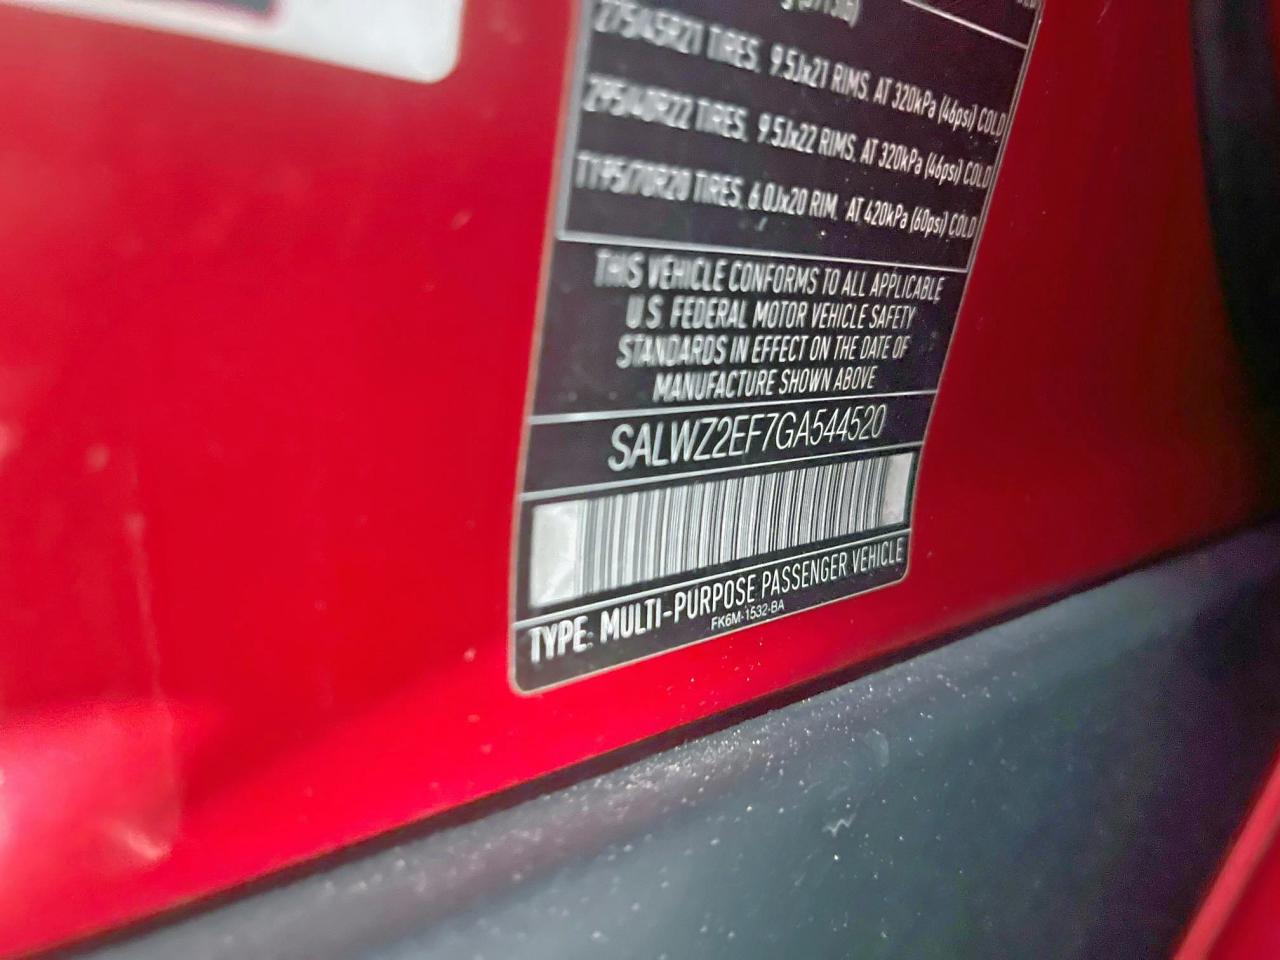 275/45R21 TIRES, 9.5Jx21 RIMS, AT 320kPa (46psi) COLD
295/40R22 TIRES, 9.5Jx22 RIMS, AT 320kPa (46psi) COLD
T195/70R20 TIRES, 6.0Jx20 RIM, AT 420kPa (60psi) COLD
THIS VEHICLE CONFORMS TO ALL APPLICABLE
U.S. FEDERAL MOTOR VEHICLE SAFETY
STANDARDS IN EFFECT ON THE DATE OF
MANUFACTURE SHOWN ABOVE
SALWZ2EF7GA544520
TYPE: MULTI-PURPOSE PASSENGER VEHICLE
FK6M-1532-BA